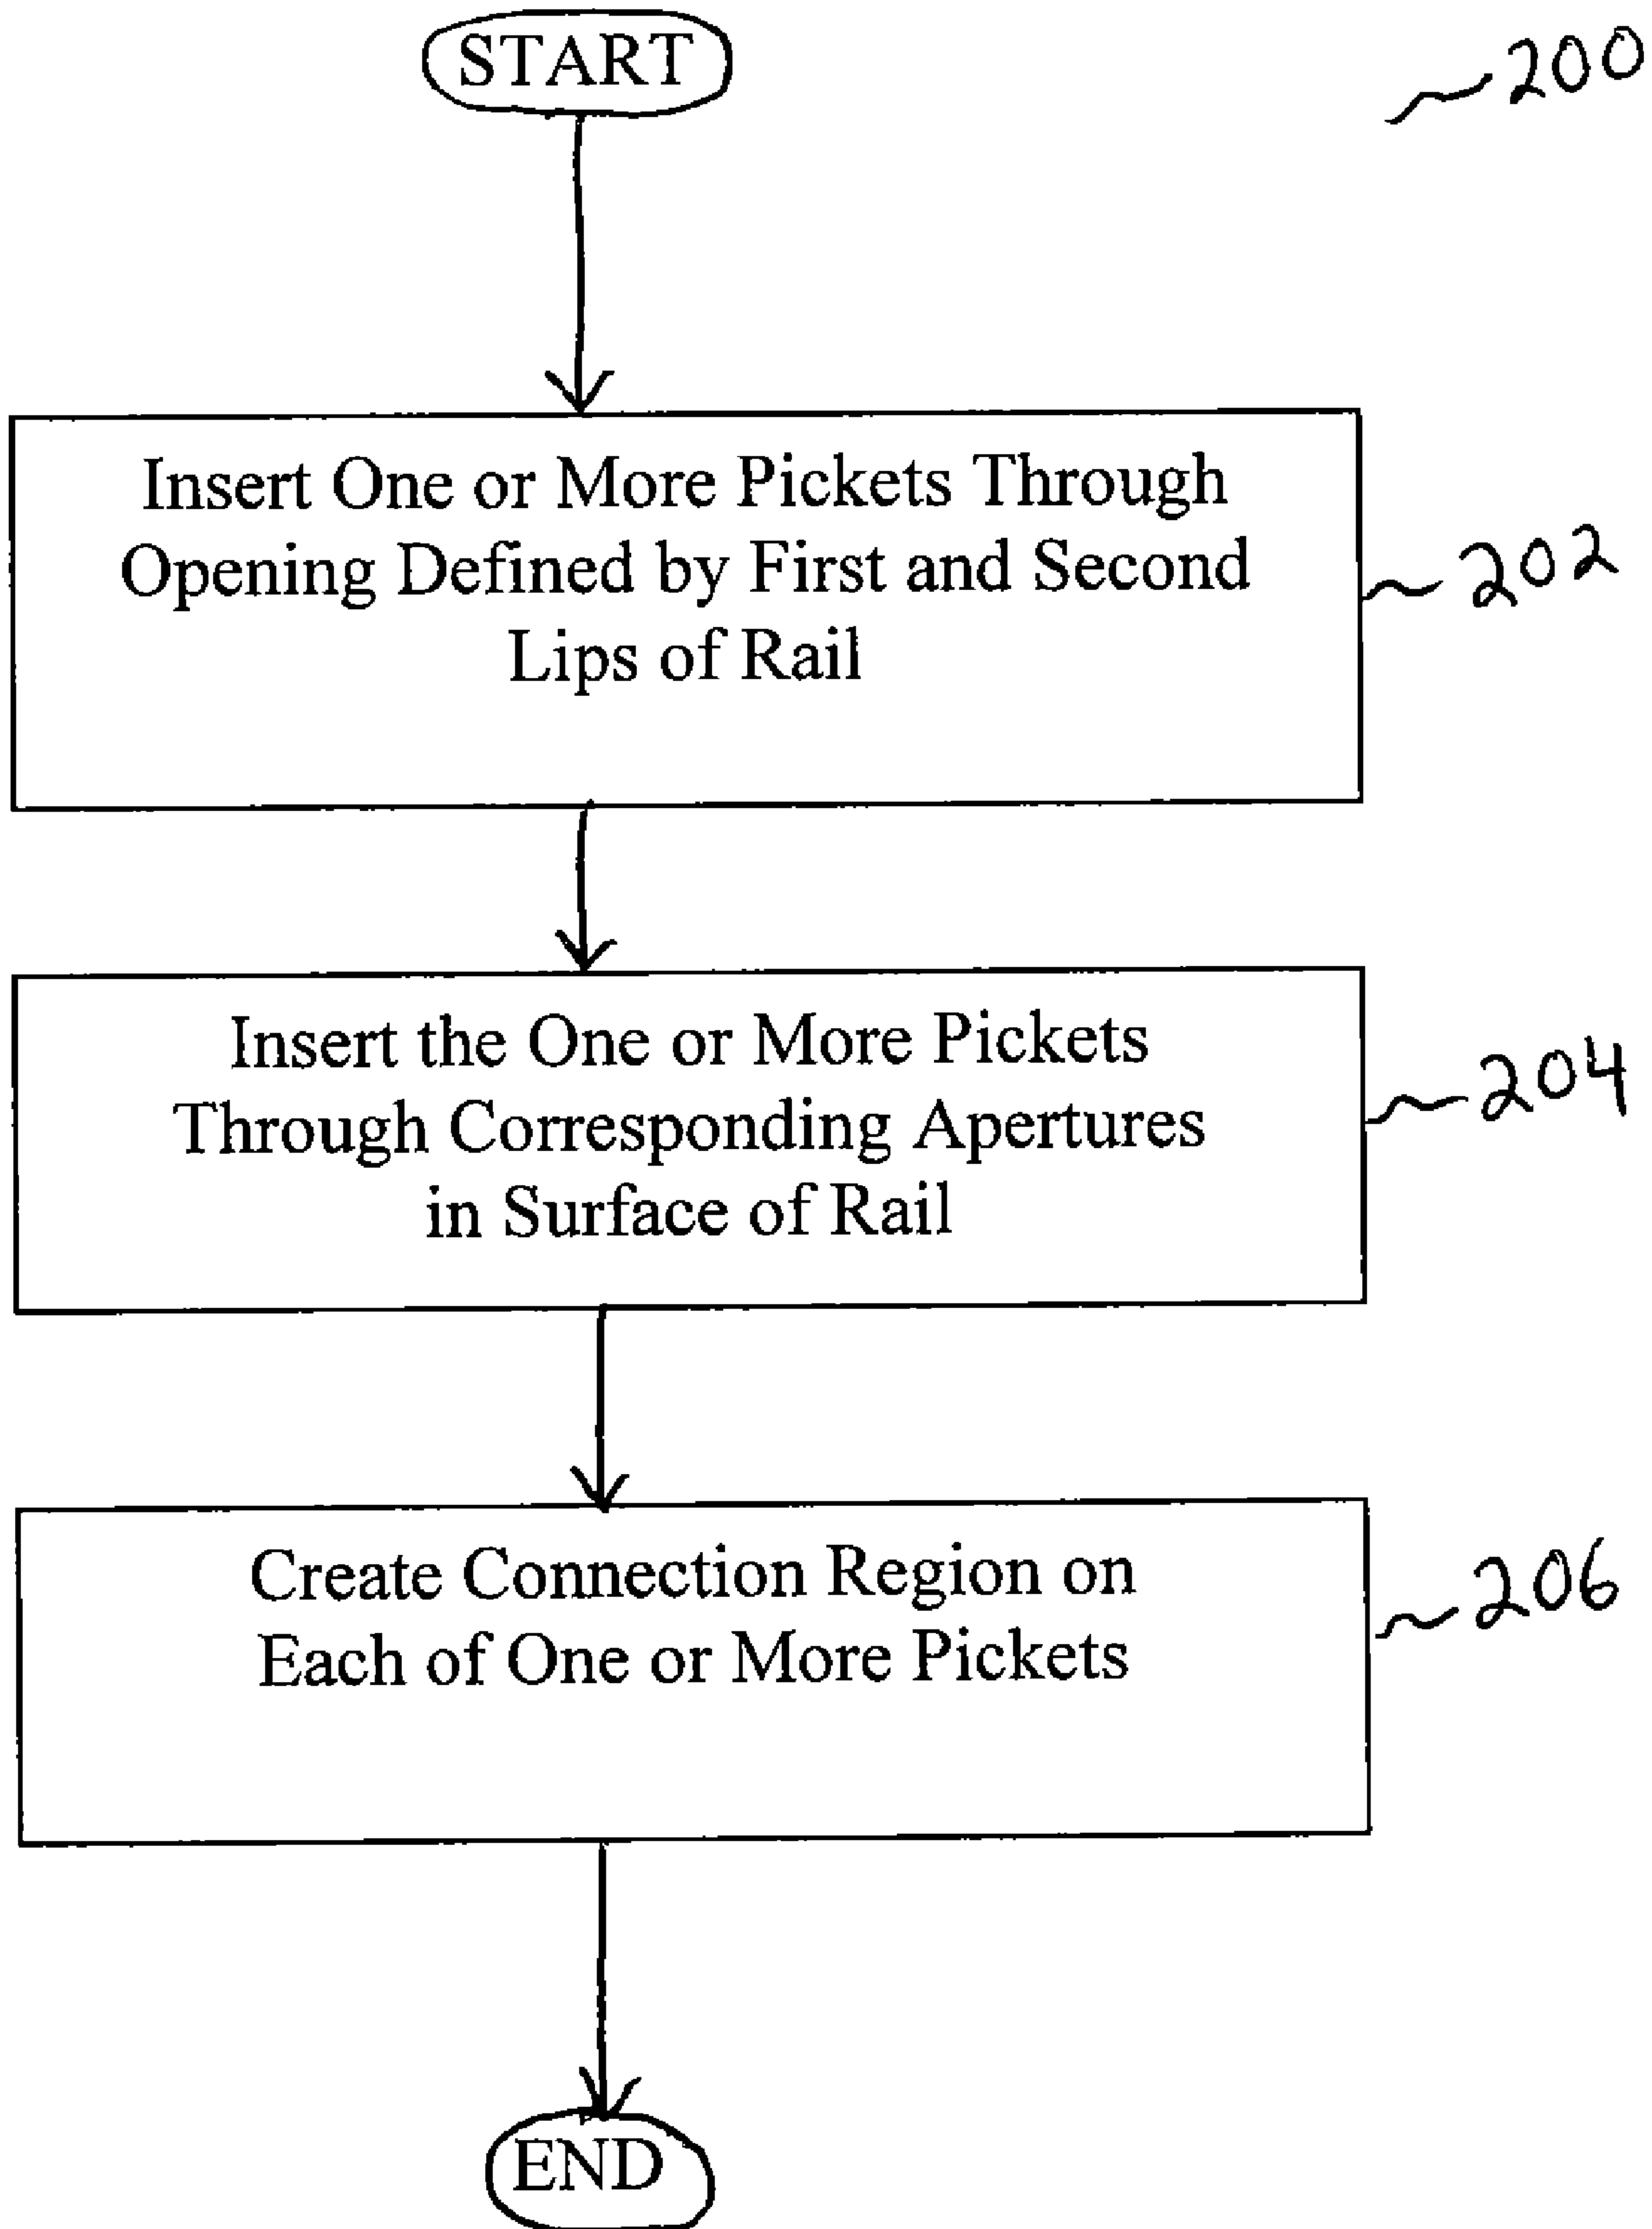 START
200
Insert One or More Pickets Through
Opening Defined by First and Second
Lips of Rail
202
Insert the One or More Pickets
Through Corresponding Apertures
in Surface of Rail
204
Create Connection Region on
Each of One or More Pickets
206
END